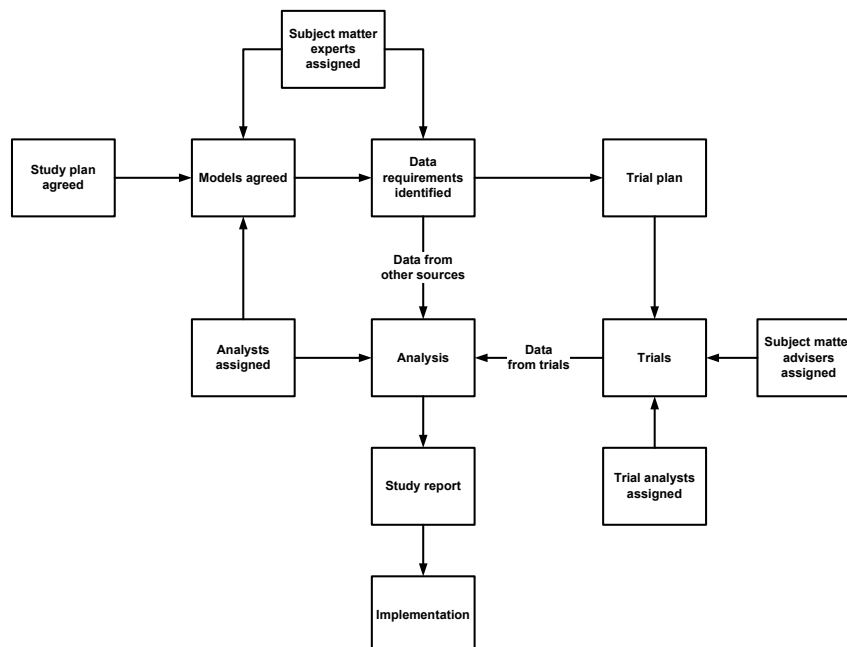 Subject matter
experts
assigned
Study plan
agreed
Models agreed
Data
requirements
identified
Trial plan
Data from
other sources
Analysts
assigned
Analysis
Data
from trials
Trials
Subject matter
advisers
assigned
Study report
Trial analysts
assigned
Implementation